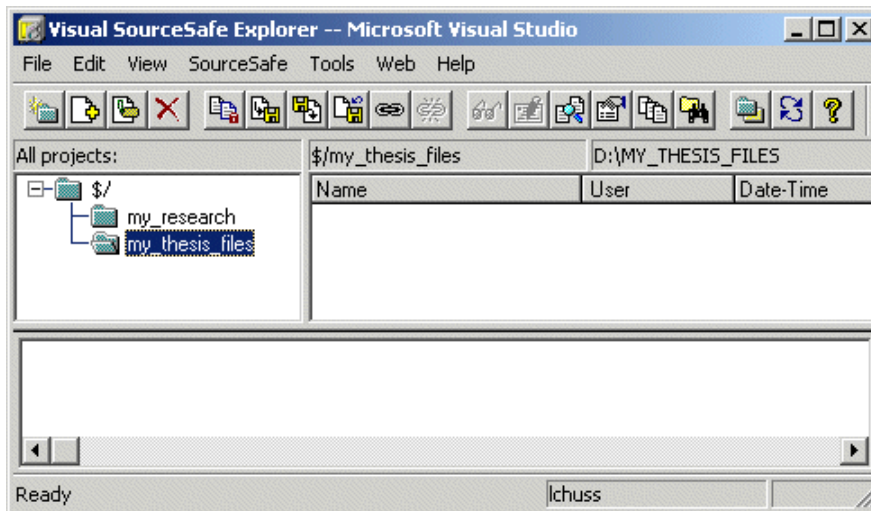 Visual SourceSafe Explorer -- Microsoft Visual Studio
File Edit View SourceSafe Tools Web Help
All projects: $/my_thesis_files D:\MY_THESIS_FILES
$/ Name User Date-Time
my_research
my_thesis_files
Ready lchuss